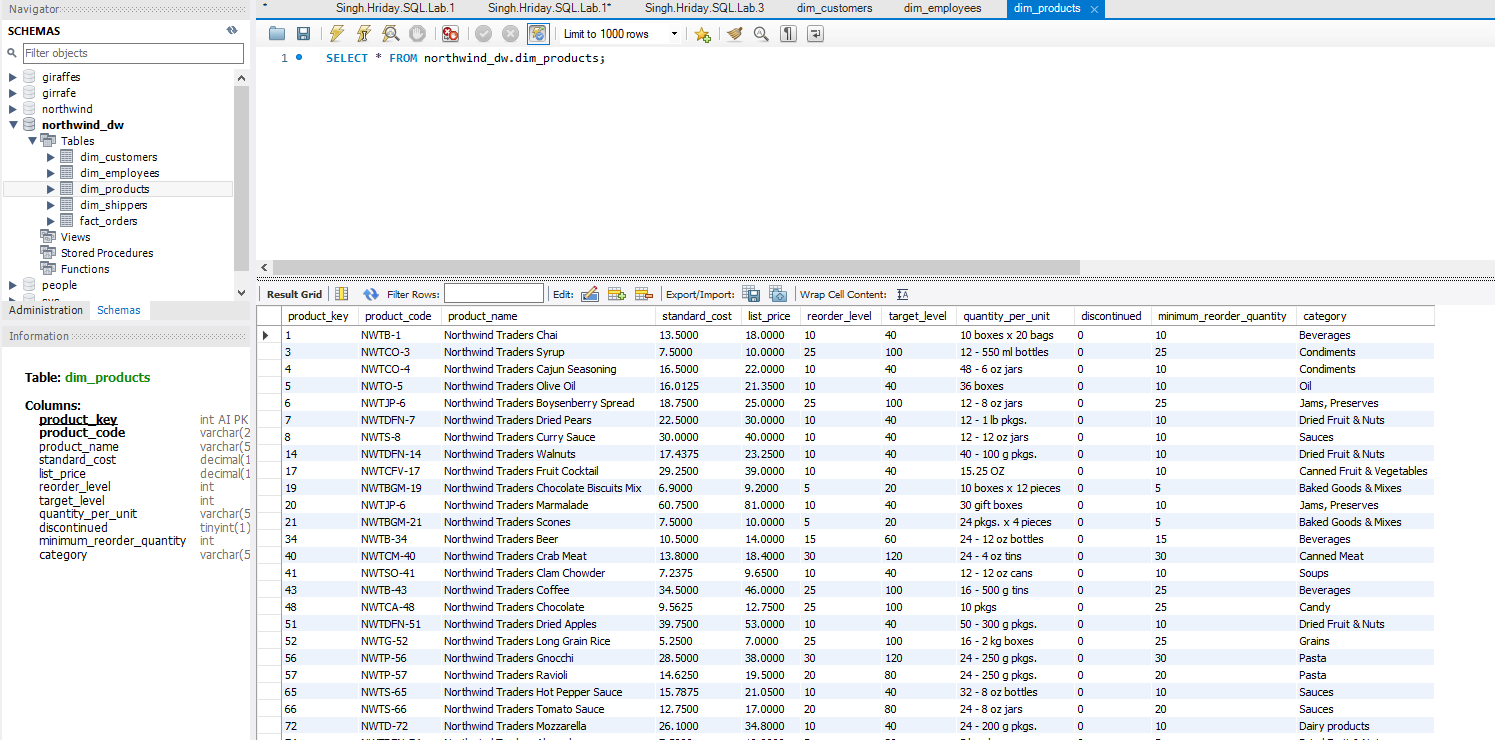 Navigator
* Singh.Hriday.SQL.Lab.1 Singh.Hriday.SQL.Lab.1* Singh.Hriday.SQL.Lab.3 dim_customers dim_employees dim_products
SCHEMAS
Filter objects
giraffes
girrafe
northwind
northwind_dw
Tables
dim_customers
dim_employees
dim_products
dim_shippers
fact_orders
Views
Stored Procedures
Functions
people
Administration Schemas
Information
Table: dim_products
Columns:
product_key int AI PK
product_code varchar(2
product_name varchar(5
standard_cost decimal(1
list_price decimal(1
reorder_level int
target_level int
quantity_per_unit varchar(5
discontinued tinyint(1)
minimum_reorder_quantity int
category varchar(5
Limit to 1000 rows
1 SELECT * FROM northwind_dw.dim_products;
Result Grid Filter Rows: Edit: Export/Import: Wrap Cell Content:
product_key product_code product_name standard_cost list_price reorder_level target_level quantity_per_unit discontinued minimum_reorder_quantity category
1 NWTB-1 Northwind Traders Chai 13.5000 18.0000 10 40 10 boxes x 20 bags 0 10 Beverages
3 NWTCO-3 Northwind Traders Syrup 7.5000 10.0000 25 100 12 - 550 ml bottles 0 25 Condiments
4 NWTCO-4 Northwind Traders Cajun Seasoning 16.5000 22.0000 10 40 48 - 6 oz jars 0 10 Condiments
5 NWTO-5 Northwind Traders Olive Oil 16.0125 21.3500 10 40 36 boxes 0 10 Oil
6 NWTJP-6 Northwind Traders Boysenberry Spread 18.7500 25.0000 25 100 12 - 8 oz jars 0 25 Jams, Preserves
7 NWTDFN-7 Northwind Traders Dried Pears 22.5000 30.0000 10 40 12 - 1 lb pkgs. 0 10 Dried Fruit & Nuts
8 NWTS-8 Northwind Traders Curry Sauce 30.0000 40.0000 10 40 12 - 12 oz jars 0 10 Sauces
14 NWTDFN-14 Northwind Traders Walnuts 17.4375 23.2500 10 40 40 - 100 g pkgs. 0 10 Dried Fruit & Nuts
17 NWTCFV-17 Northwind Traders Fruit Cocktail 29.2500 39.0000 10 40 15.25 OZ 0 10 Canned Fruit & Vegetables
19 NWTBGM-19 Northwind Traders Chocolate Biscuits Mix 6.9000 9.2000 5 20 10 boxes x 12 pieces 0 5 Baked Goods & Mixes
20 NWTJP-6 Northwind Traders Marmalade 60.7500 81.0000 10 40 30 gift boxes 0 10 Jams, Preserves
21 NWTBGM-21 Northwind Traders Scones 7.5000 10.0000 5 20 24 pkgs. x 4 pieces 0 5 Baked Goods & Mixes
34 NWTB-34 Northwind Traders Beer 10.5000 14.0000 15 60 24 - 12 oz bottles 0 15 Beverages
40 NWTCM-40 Northwind Traders Crab Meat 13.8000 18.4000 30 120 24 - 4 oz tins 0 30 Canned Meat
41 NWTSO-41 Northwind Traders Clam Chowder 7.2375 9.6500 10 40 12 - 12 oz cans 0 10 Soups
43 NWTB-43 Northwind Traders Coffee 34.5000 46.0000 25 100 16 - 500 g tins 0 25 Beverages
48 NWTCA-48 Northwind Traders Chocolate 9.5625 12.7500 25 100 10 pkgs 0 25 Candy
51 NWTDFN-51 Northwind Traders Dried Apples 39.7500 53.0000 10 40 50 - 300 g pkgs. 0 10 Dried Fruit & Nuts
52 NWTG-52 Northwind Traders Long Grain Rice 5.2500 7.0000 25 100 16 - 2 kg boxes 0 25 Grains
56 NWTP-56 Northwind Traders Gnocchi 28.5000 38.0000 30 120 24 - 250 g pkgs. 0 30 Pasta
57 NWTP-57 Northwind Traders Ravioli 14.6250 19.5000 20 80 24 - 250 g pkgs. 0 20 Pasta
65 NWTS-65 Northwind Traders Hot Pepper Sauce 15.7875 21.0500 10 40 32 - 8 oz bottles 0 10 Sauces
66 NWTS-66 Northwind Traders Tomato Sauce 12.7500 17.0000 20 80 24 - 8 oz jars 0 20 Sauces
72 NWTD-72 Northwind Traders Mozzarella 26.1000 34.8000 10 40 24 - 200 g pkgs. 0 10 Dairy products